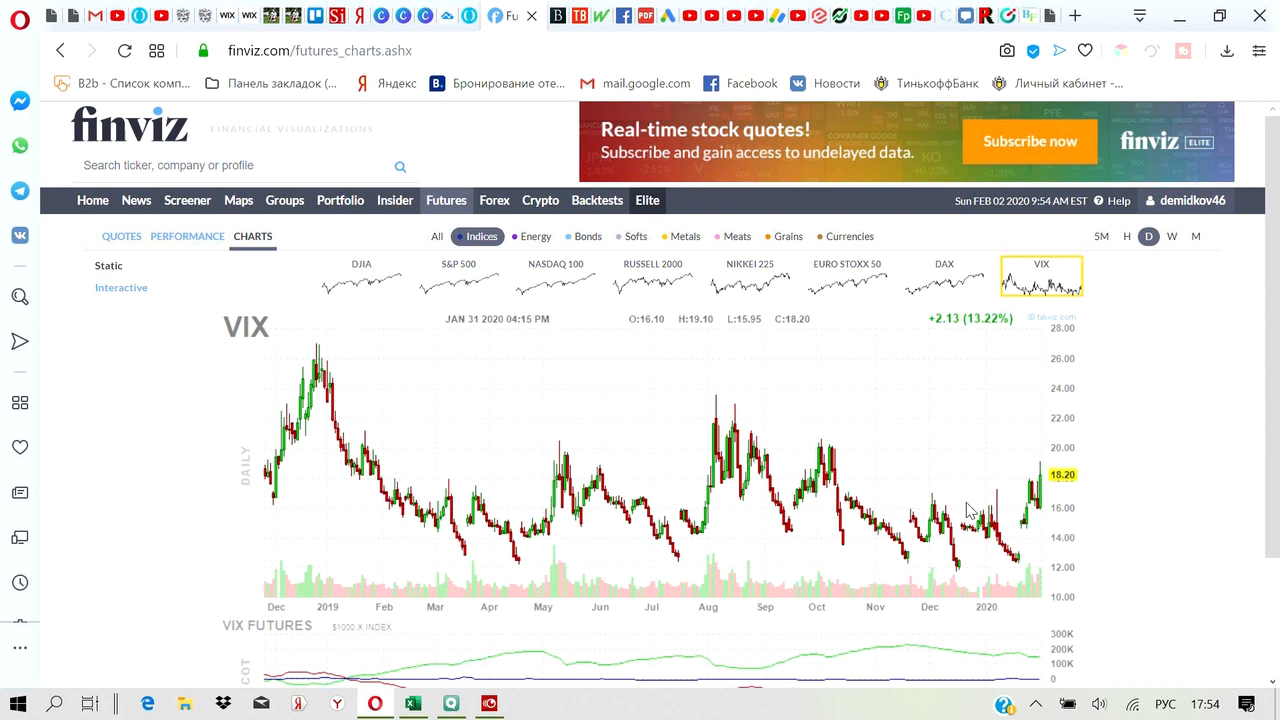 Fu
finviz.com/futures_charts.ashx
B2b - Список комп... Панель закладок (... Яндекс Бронирование оте... mail.google.com Facebook Новости ТинькоффБанк Личный кабинет -...
finviz FINANCIAL VISUALIZATIONS
Real-time stock quotes!
Subscribe and gain access to undelayed data.
Subscribe now
finviz ELITE
Search ticker, company or profile
Home News Screener Maps Groups Portfolio Insider Futures Forex Crypto Backtests Elite Sun FEB 02 2020 9:54 AM EST Help demidkov46
QUOTES PERFORMANCE CHARTS All Indices Energy Bonds Softs Metals Meats Grains Currencies 5M H D W M
Static
Interactive
DJIA S&P 500 NASDAQ 100 RUSSELL 2000 NIKKEI 225 EURO STOXX 50 DAX VIX
VIX JAN 31 2020 04:15 PM O:16.10 H:19.10 L:15.95 C:18.20 +2.13 (13.22%) finviz.com
28.00
26.00
24.00
22.00
20.00
18.20
16.00
14.00
12.00
10.00
DAILY
Dec 2019 Feb Mar Apr May Jun Jul Aug Sep Oct Nov Dec 2020
VIX FUTURES $1000 X INDEX
300K
200K
100K
0
COT
РУС 17:54